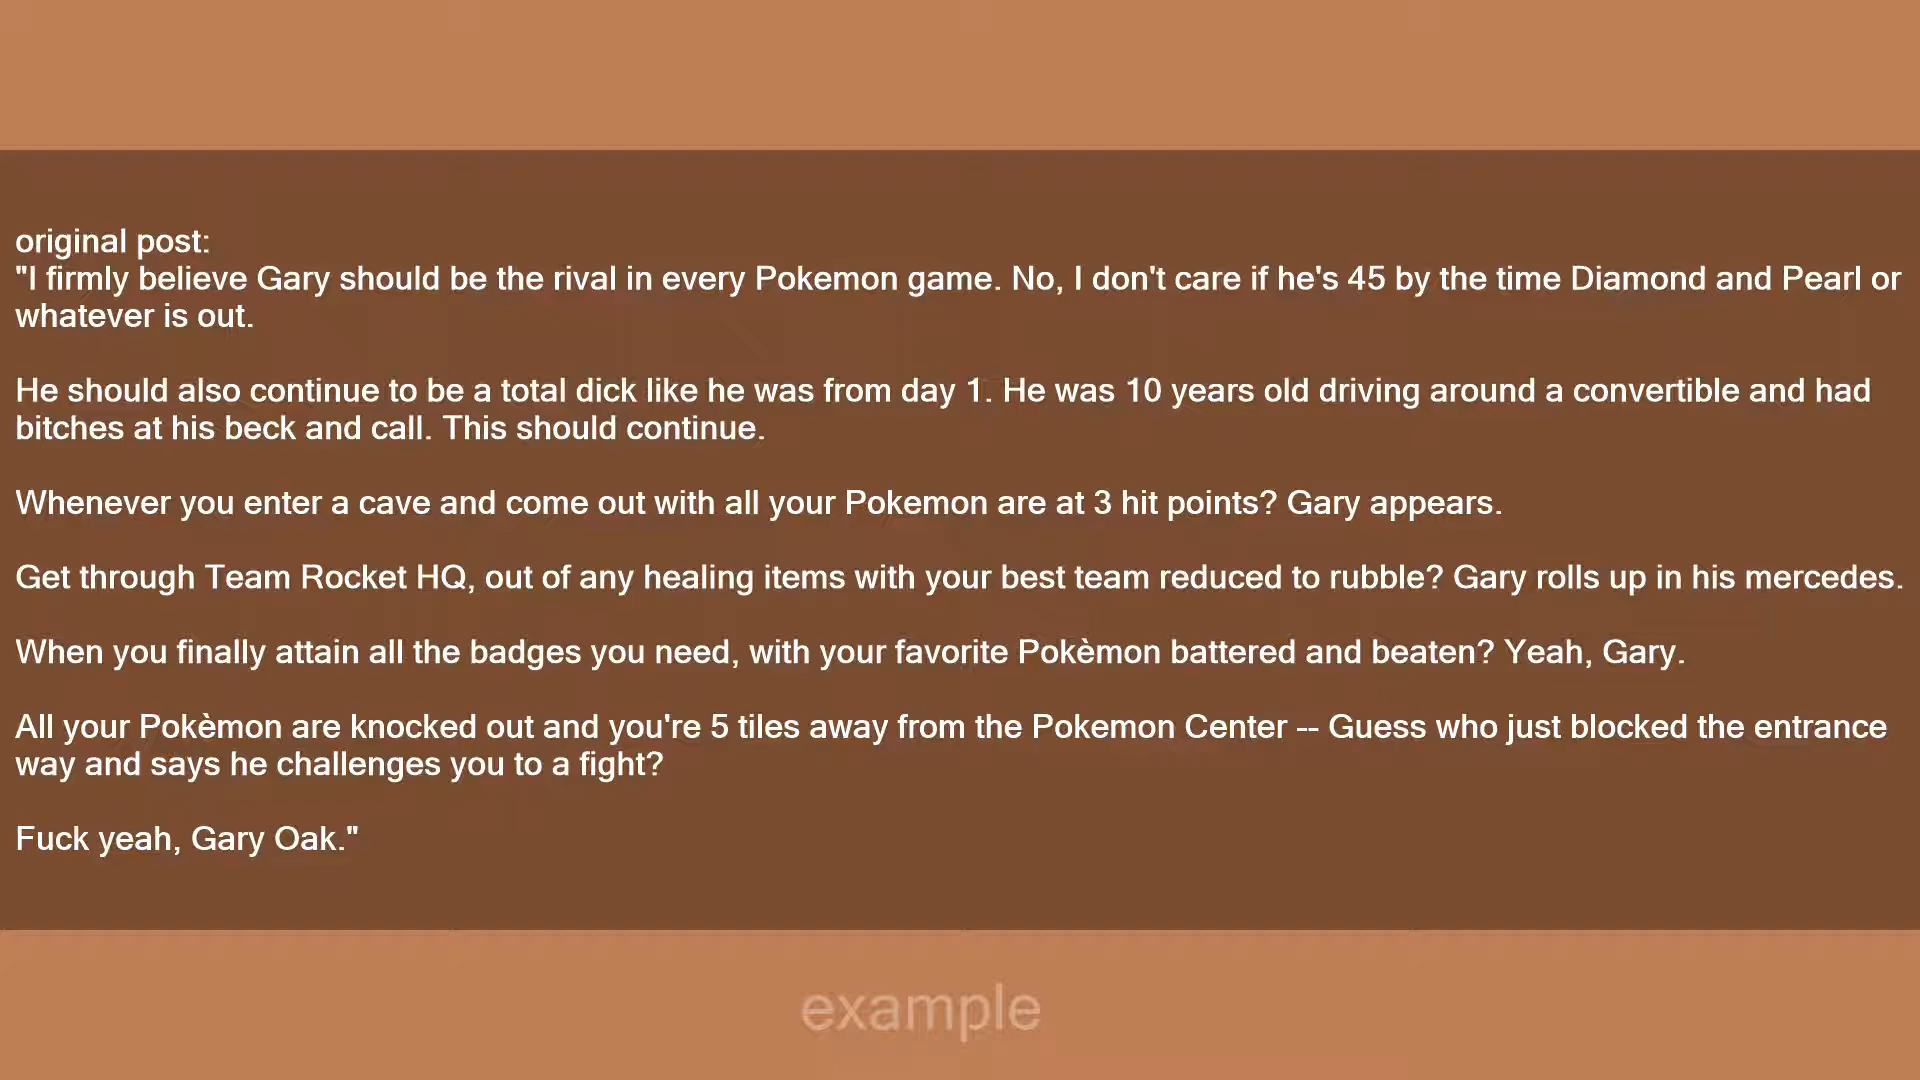 original post:
"I firmly believe Gary should be the rival in every Pokemon game. No, I don't care if he's 45 by the time Diamond and Pearl or
whatever is out.
He should also continue to be a total dick like he was from day 1. He was 10 years old driving around a convertible and had
bitches at his beck and call. This should continue.
Whenever you enter a cave and come out with all your Pokemon are at 3 hit points? Gary appears.
Get through Team Rocket HQ, out of any healing items with your best team reduced to rubble? Gary rolls up in his mercedes.
When you finally attain all the badges you need, with your favorite Pokèmon battered and beaten? Yeah, Gary.
All your Pokèmon are knocked out and you're 5 tiles away from the Pokemon Center -- Guess who just blocked the entrance
way and says he challenges you to a fight?
Fuck yeah, Gary Oak."
example